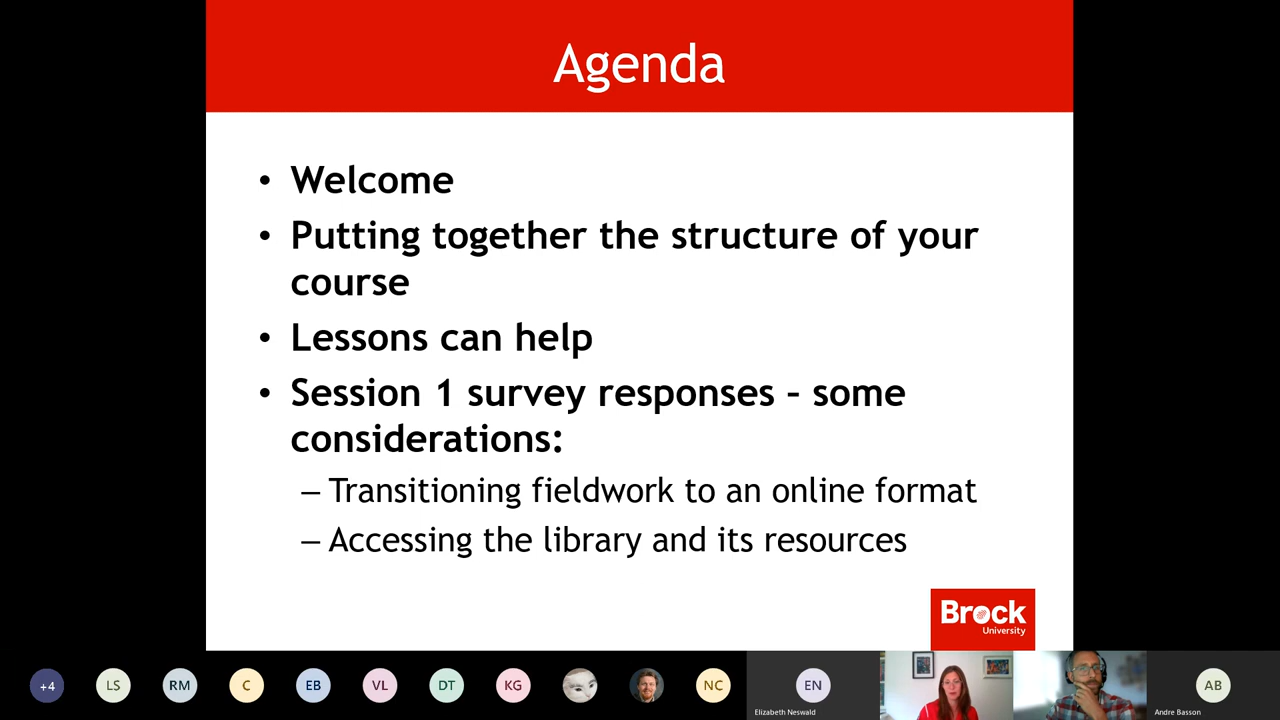 Agenda
• Welcome
• Putting together the structure of your
course
• Lessons can help
• Session 1 survey responses – some
considerations:
– Transitioning fieldwork to an online format
– Accessing the library and its resources
Brock
University
+4 LS RM C EB VL DT KG NC EN AB
Elizabeth Neswald Andre Basson